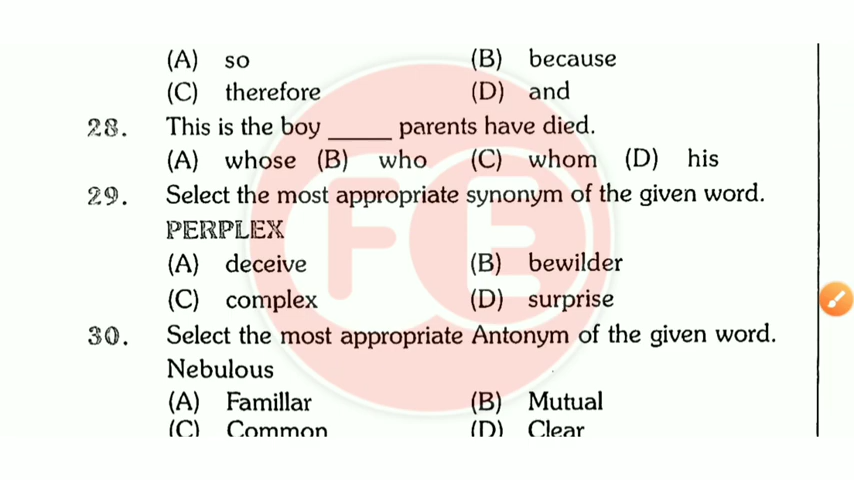 (A) so (B) because
(C) therefore (D) and
28. This is the boy _____ parents have died.
(A) whose (B) who (C) whom (D) his
29. Select the most appropriate synonym of the given word.
PERPLEX
(A) deceive (B) bewilder
(C) complex (D) surprise
30. Select the most appropriate Antonym of the given word.
Nebulous
(A) Famillar (B) Mutual
(C) Common (D) Clear